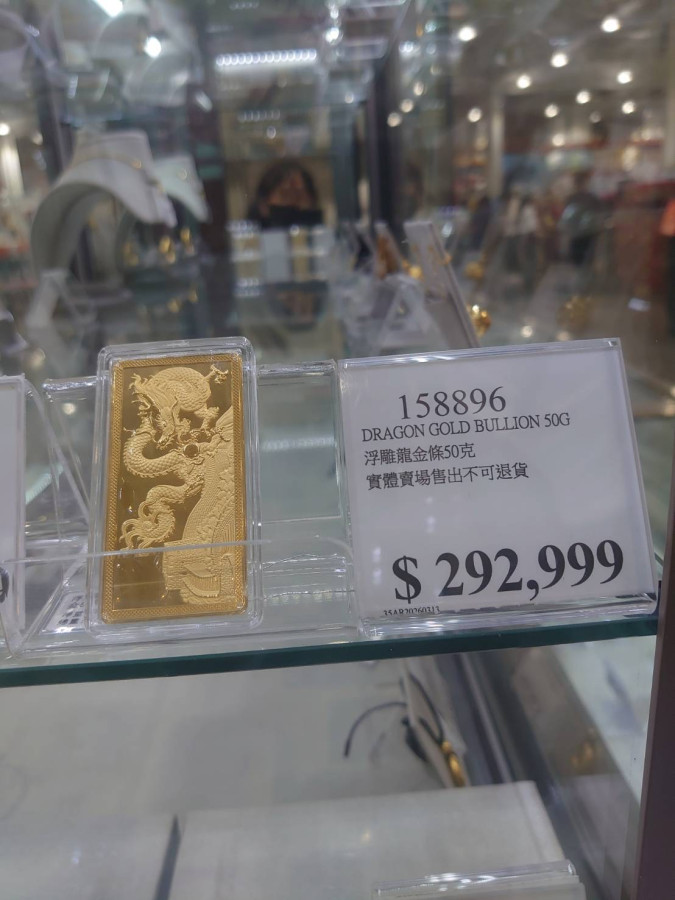 158896
DRAGON GOLD BULLION 50G
浮雕龍金條50克
實體賣場售出不可退貨
$ 292,999